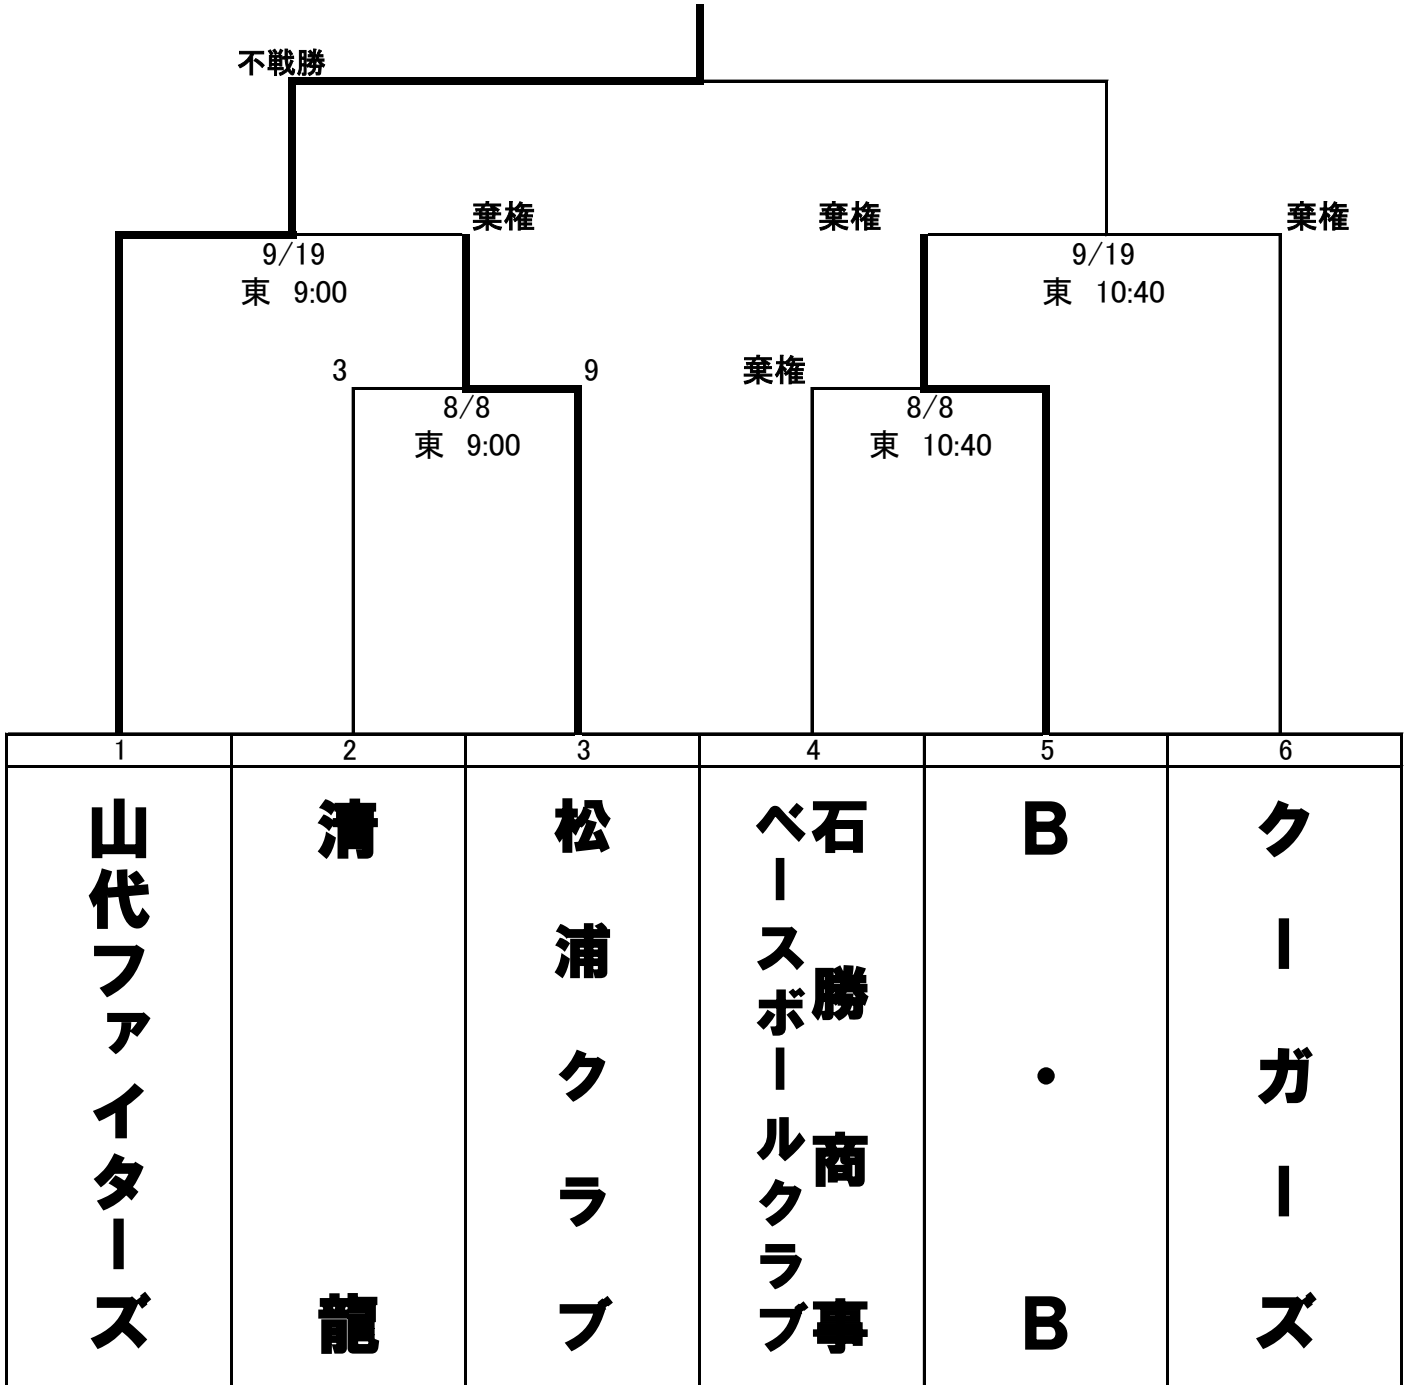 不戦勝
棄権
棄権
棄権
9/19
東 9:00
9/19
東 10:40
3
9
棄権
8/8
東 9:00
8/8
東 10:40
1
2
3
4
5
6
山代ファイターズ
清龍
松浦クラブ
石勝商事
ベースボールクラブ
B・B
クーガーズ